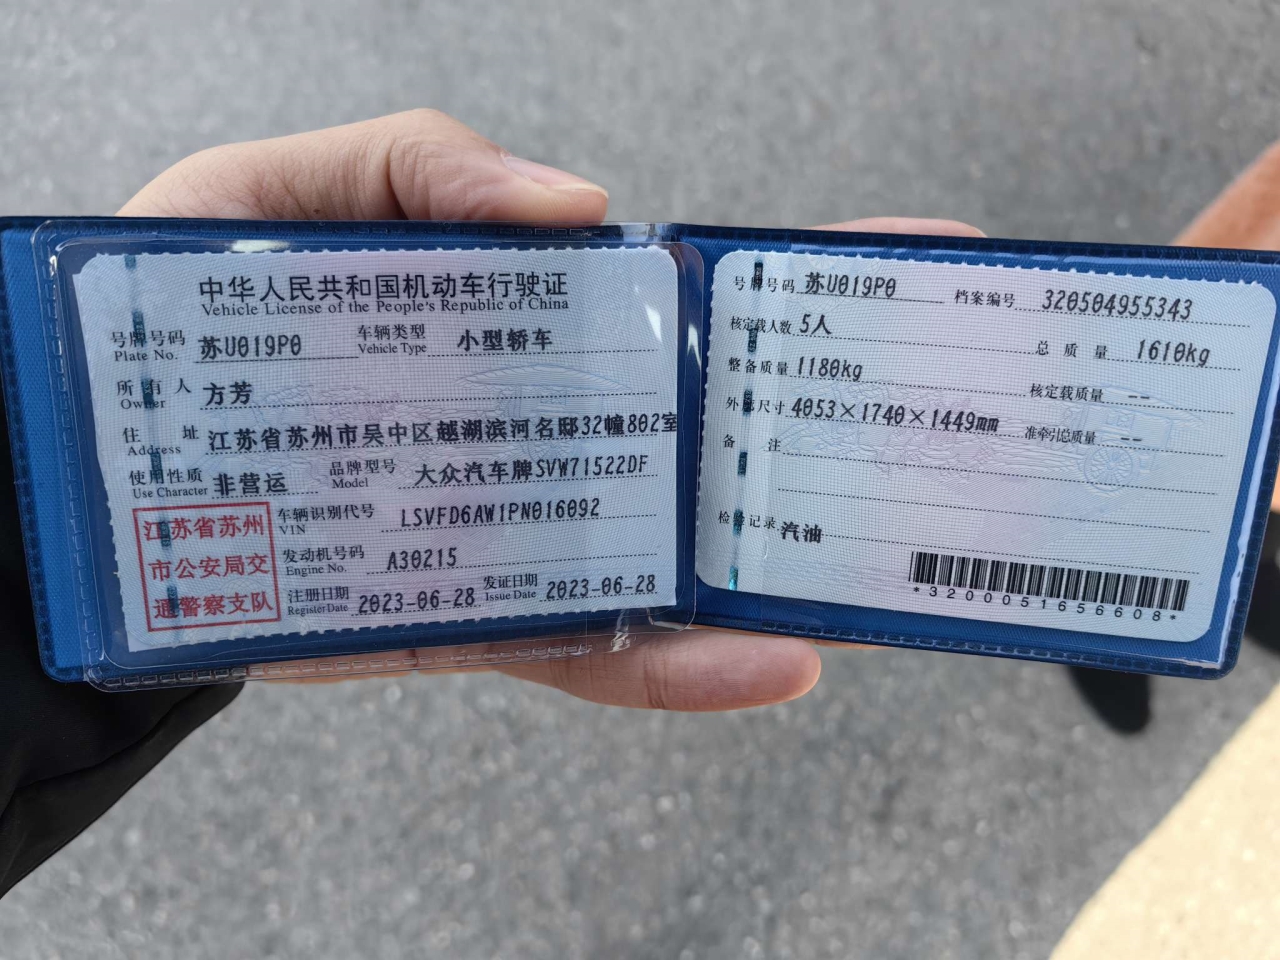 中华人民共和国机动车行驶证
Vehicle License of the People's Republic of China
号牌号码 苏U019P0 车辆类型 小型轿车
Plate No. Vehicle Type
所有人 方芳
Owner
住址 江苏省苏州市吴中区越湖滨河名邸32幢802室
Address
使用性质 非营运 品牌型号 大众汽车牌SVW71522DF
Use Character Model
江苏省苏州
市公安局交
通警察支队
车辆识别代号 LSVFD6AW1PN016092
VIN
发动机号码 A30215
Engine No.
注册日期 2023-06-28 发证日期 2023-06-28
Register Date Issue Date
号牌号码 苏U019P0 档案编号 320504955343
核定载人数 5人 总质量 1610kg
整备质量 1180kg 核定载质量 --
外廓尺寸 4053×1740×1449mm 准牵引总质量 --
备注
检验记录 汽油
*3200051656608*